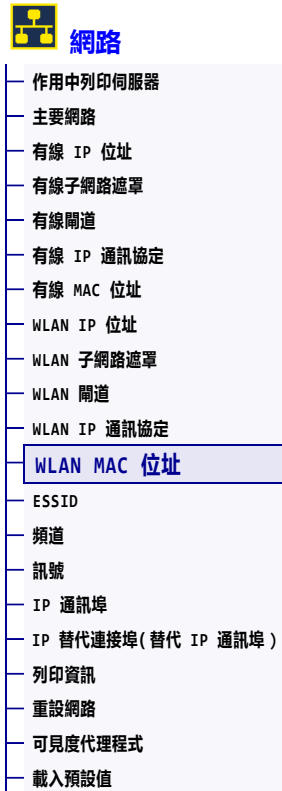 網路
作用中列印伺服器
主要網路
有線 IP 位址
有線子網路遮罩
有線閘道
有線 IP 通訊協定
有線 MAC 位址
WLAN IP 位址
WLAN 子網路遮罩
WLAN 閘道
WLAN IP 通訊協定
WLAN MAC 位址
ESSID
頻道
訊號
IP 通訊埠
IP 替代連接埠(替代 IP 通訊埠)
列印資訊
重設網路
可見度代理程式
載入預設值